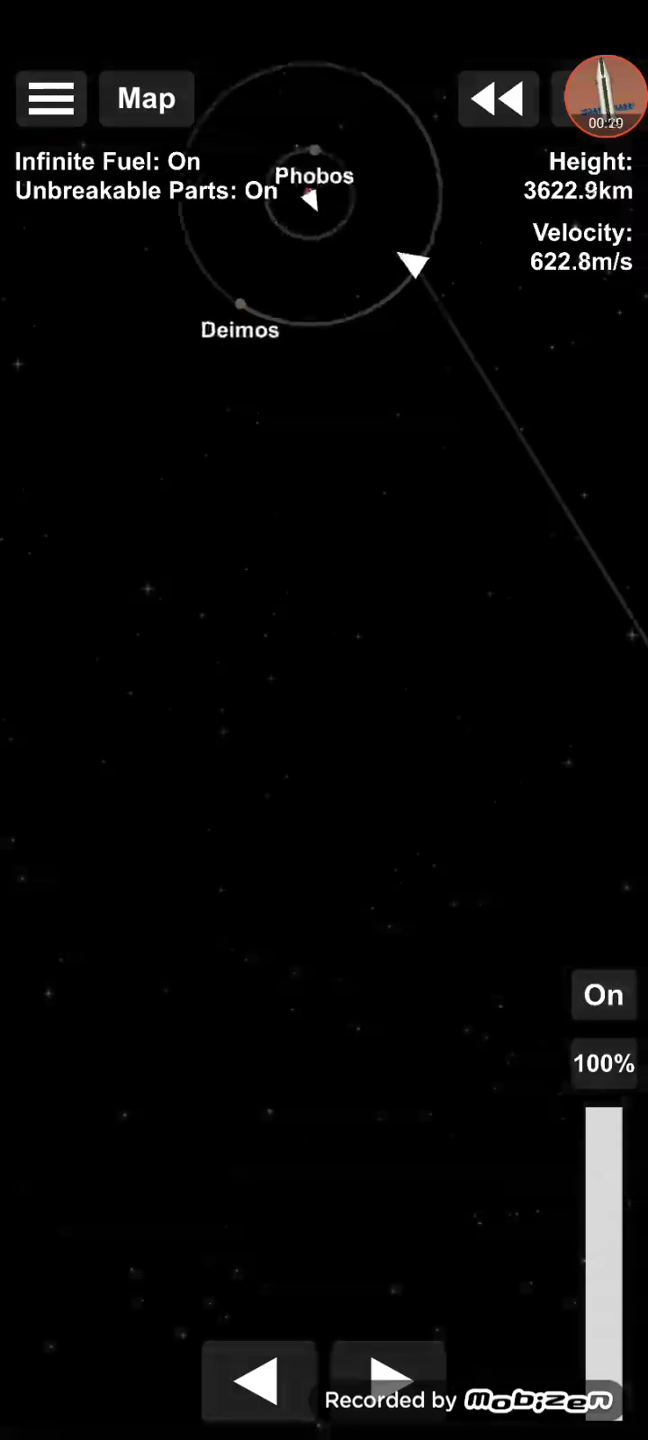 Map
00:29
Infinite Fuel: On
Unbreakable Parts: On
Height:
3622.9km
Velocity:
622.8m/s
Phobos
Deimos
On
100%
Recorded by mobizen